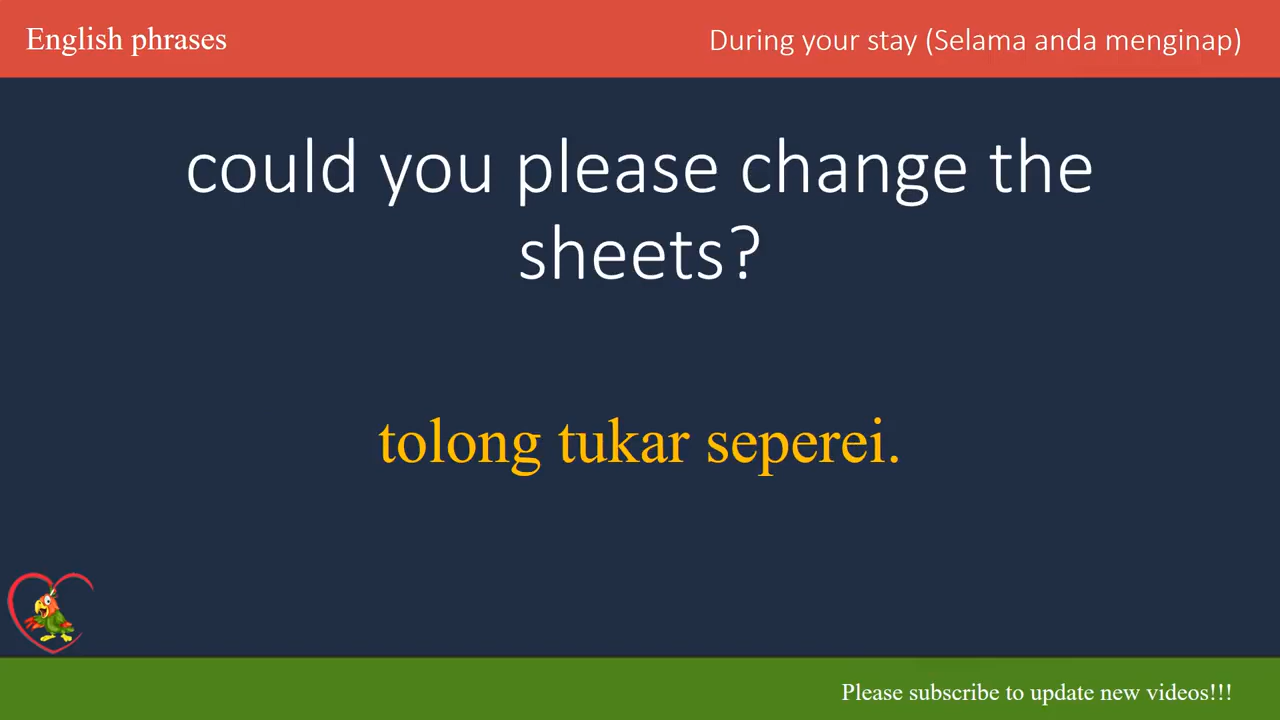 English phrases
During your stay (Selama anda menginap)
could you please change the
sheets?
tolong tukar seperei.
Please subscribe to update new videos!!!